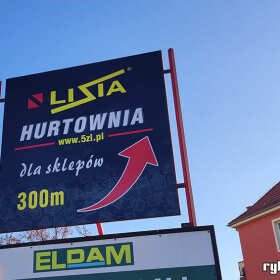 LISIA®
HURTOWNIA
www.5zl.pl
dla sklepów
300m
ELDAM